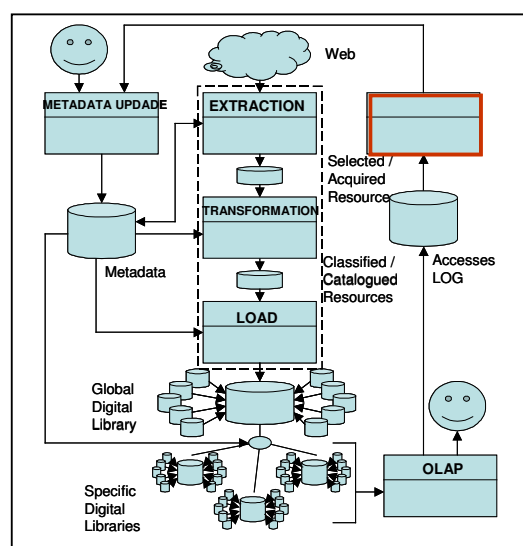 Web
METADATA UPDADE
EXTRACTION
Selected /
Acquired
Resource
TRANSFORMATION
Metadata
Classified /
Catalogued
Resources
Accesses
LOG
LOAD
Global
Digital
Library
OLAP
Specific
Digital
Libraries